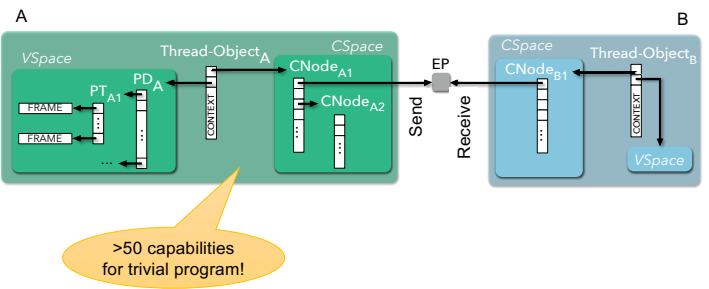 A
B
VSpace
Thread-Object_A
CSpace
CNode_A1
PD_A
PT_A1
FRAME
FRAME
...
...
...
CONTEXT
CNode_A2
...
...
EP
Send
Receive
CSpace
CNode_B1
...
Thread-Object_B
CONTEXT
VSpace
>50 capabilities
for trivial program!